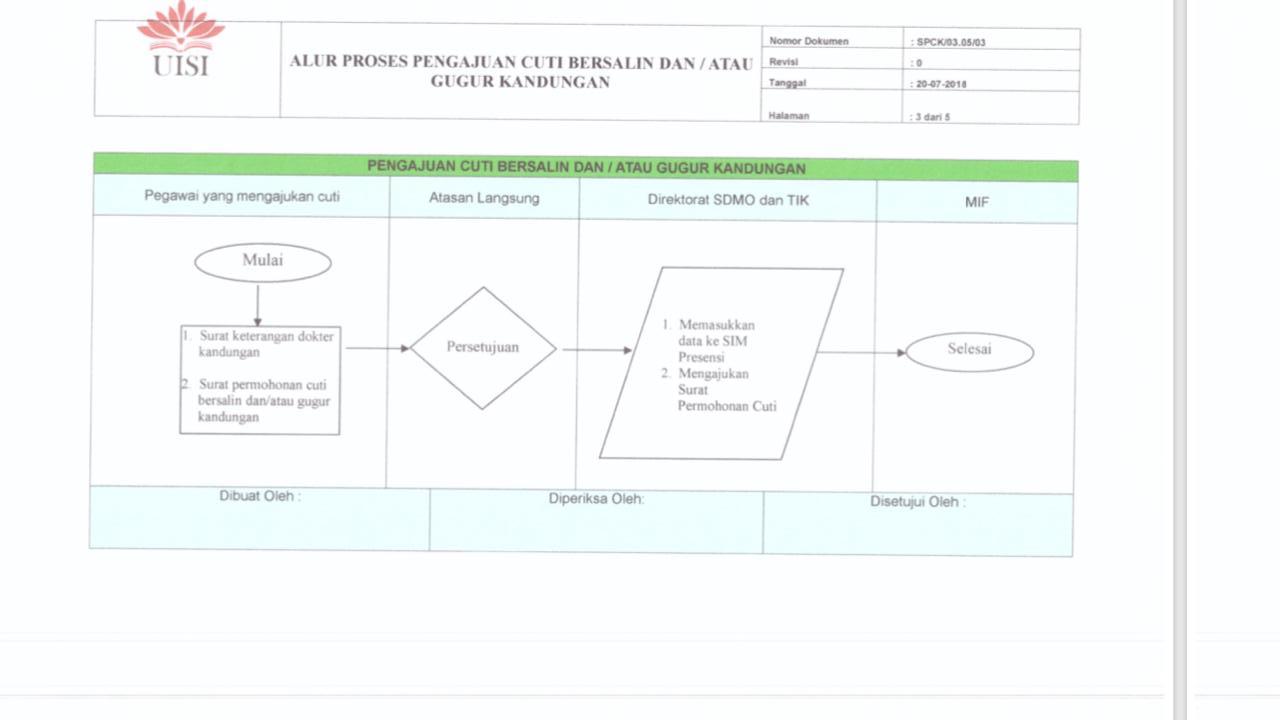 UISI
ALUR PROSES PENGAJUAN CUTI BERSALIN DAN / ATAU
GUGUR KANDUNGAN
Nomor Dokumen : SPCK/03.05/03
Revisi : 0
Tanggal : 20-07-2018
Halaman : 3 dari 5
PENGAJUAN CUTI BERSALIN DAN / ATAU GUGUR KANDUNGAN
Pegawai yang mengajukan cuti
Atasan Langsung
Direktorat SDMO dan TIK
MIF
Mulai
1. Surat keterangan dokter
kandungan
2. Surat permohonan cuti
bersalin dan/atau gugur
kandungan
Persetujuan
1. Memasukkan
data ke SIM
Presensi
2. Mengajukan
Surat
Permohonan Cuti
Selesai
Dibuat Oleh :
Diperiksa Oleh:
Disetujui Oleh :